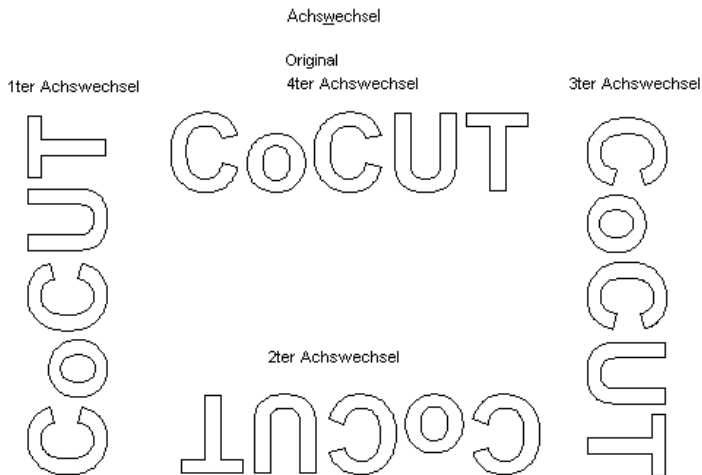 Achswechsel
Original
1ter Achswechsel
4ter Achswechsel
3ter Achswechsel
CoCUT
CoCUT
CoCUT
2ter Achswechsel
CoCUT